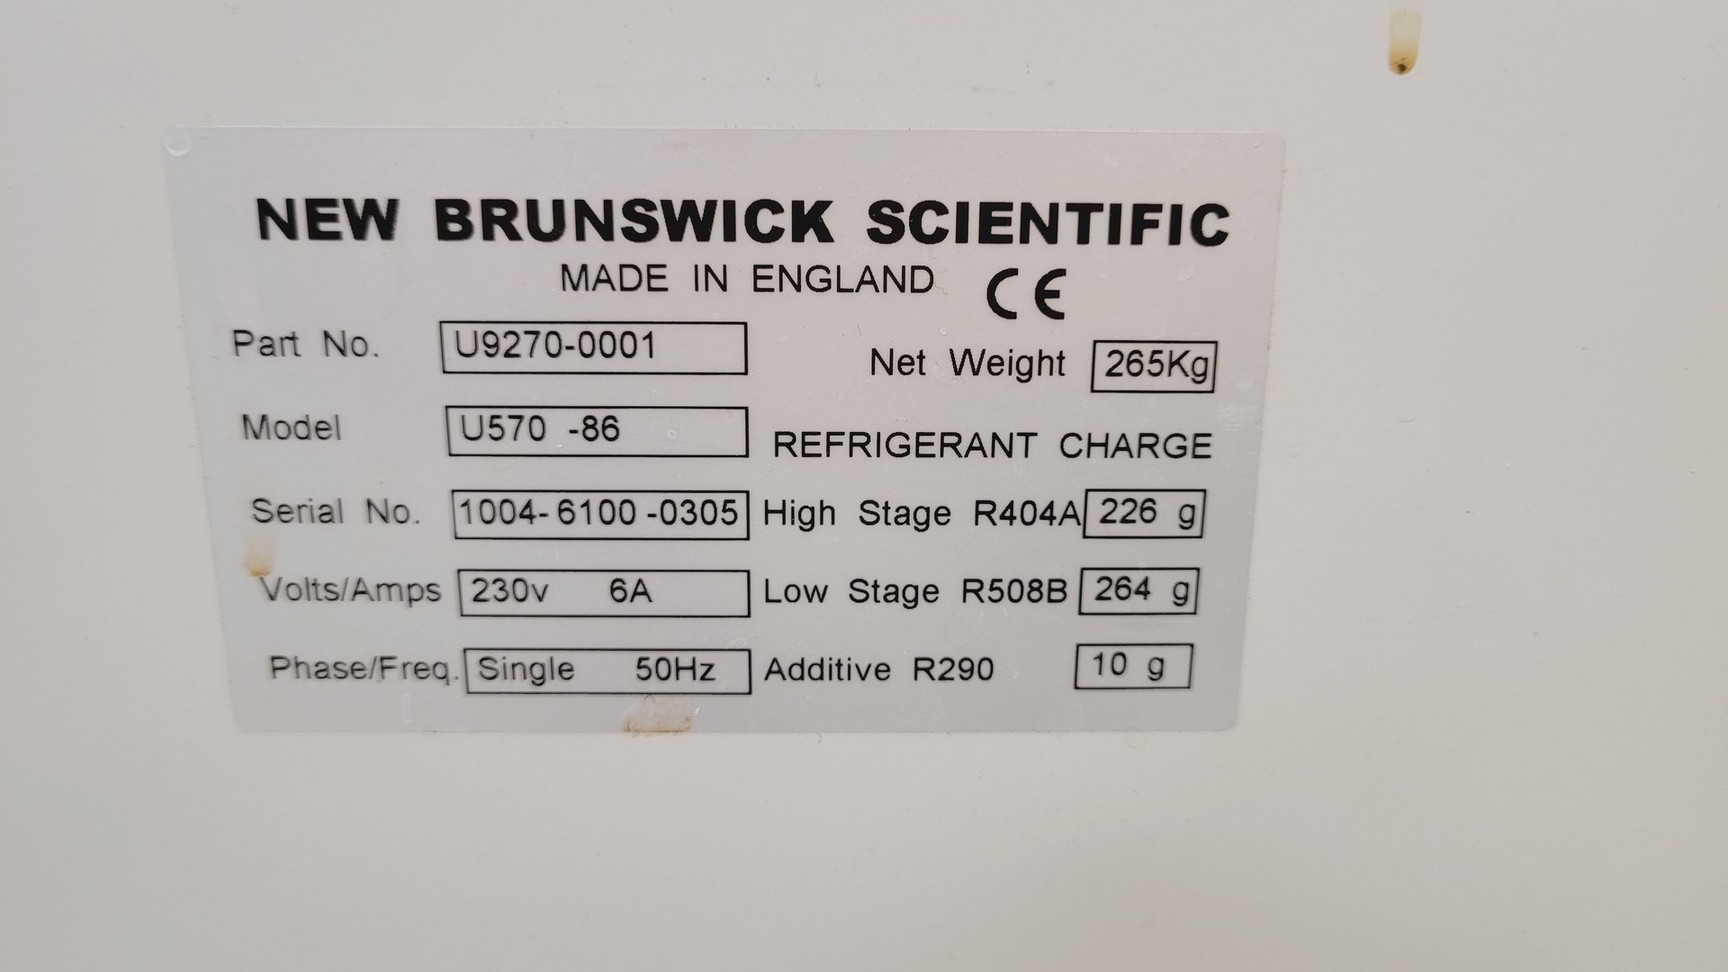 NEW BRUNSWICK SCIENTIFIC
MADE IN ENGLAND CE
Part No. U9270-0001
Net Weight 265Kg
Model U570 -86
REFRIGERANT CHARGE
Serial No. 1004-6100-0305 High Stage R404A 226 g
Volts/Amps 230v 6A Low Stage R508B 264 g
Phase/Freq. Single 50Hz Additive R290 10 g